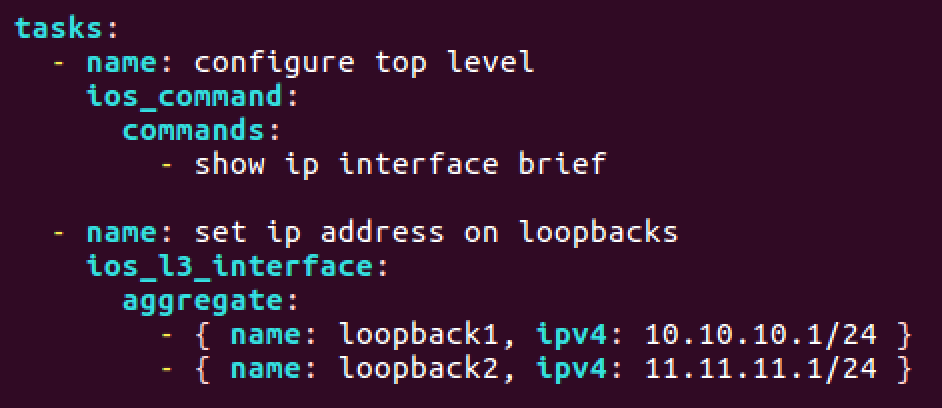 tasks:
  - name: configure top level
    ios_command:
      commands:
        - show ip interface brief

  - name: set ip address on loopbacks
    ios_l3_interface:
      aggregate:
        - { name: loopback1, ipv4: 10.10.10.1/24 }
        - { name: loopback2, ipv4: 11.11.11.1/24 }